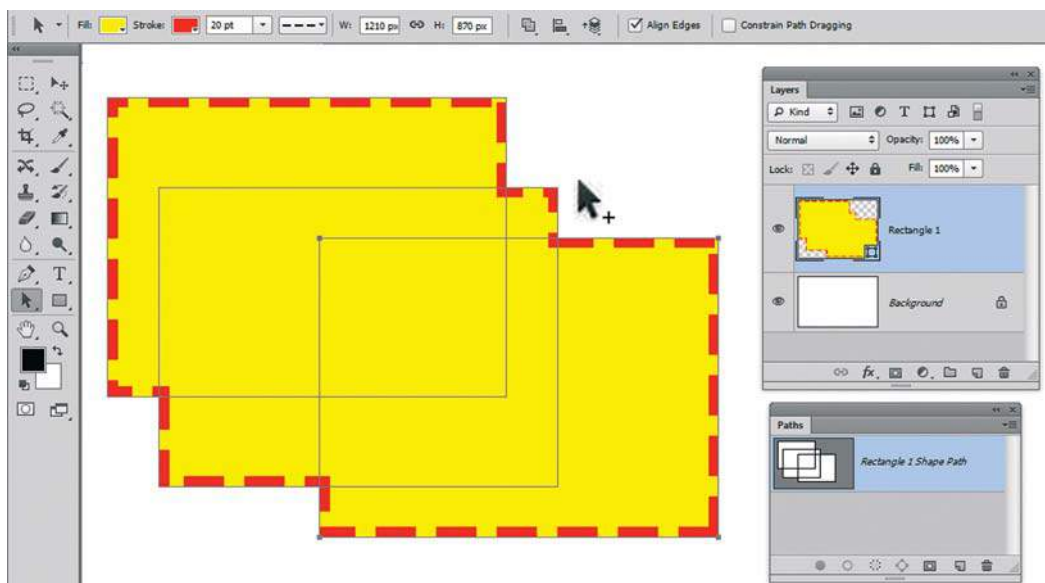 Fill: Stroke: 20 pt W: 1210 px H: 870 px Align Edges Constrain Path Dragging
Layers
Kind
Normal Opacity: 100%
Lock: Fill: 100%
Rectangle 1
Background
fx
Paths
Rectangle 1 Shape Path